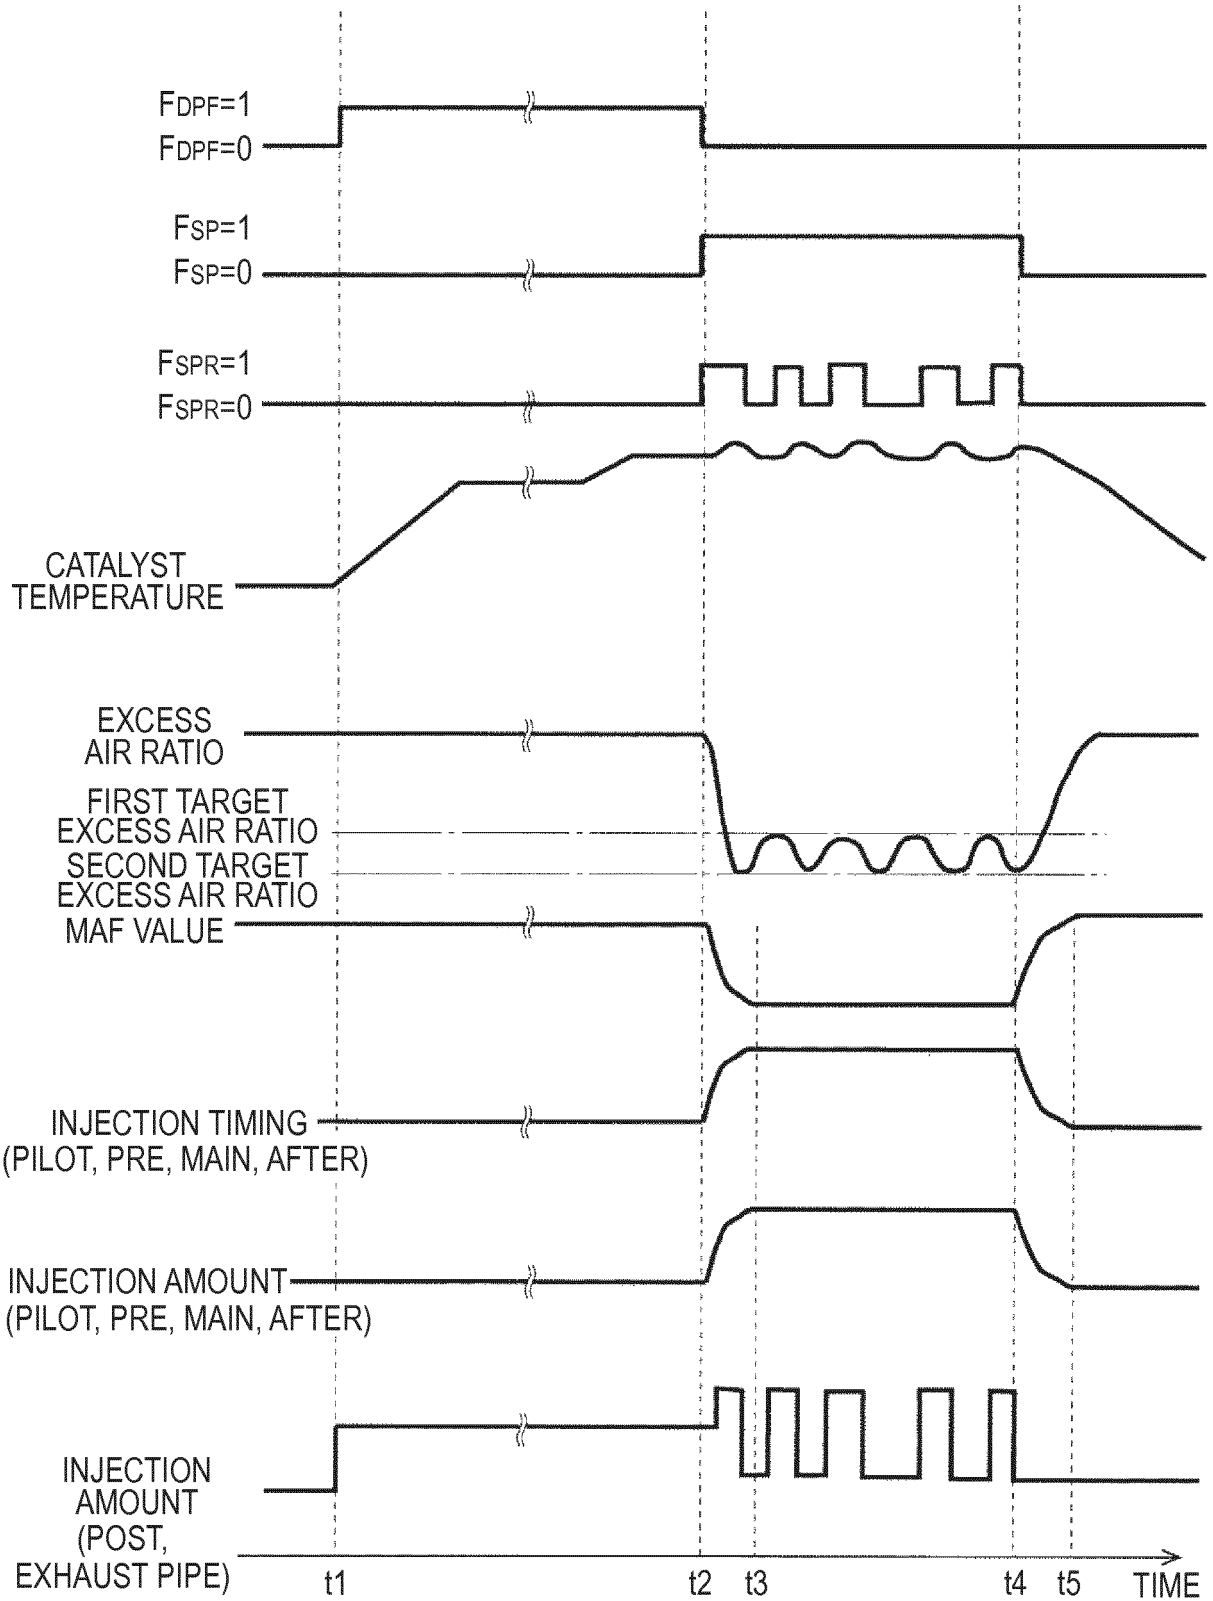 FDPF=1
FDPF=0
FSP=1
FSP=0
FSPR=1
FSPR=0
CATALYST
TEMPERATURE
EXCESS
AIR RATIO
FIRST TARGET
EXCESS AIR RATIO
SECOND TARGET
EXCESS AIR RATIO
MAF VALUE
INJECTION TIMING
(PILOT, PRE, MAIN, AFTER)
INJECTION AMOUNT
(PILOT, PRE, MAIN, AFTER)
INJECTION
AMOUNT
(POST,
EXHAUST PIPE)
t1 t2 t3 t4 t5 TIME